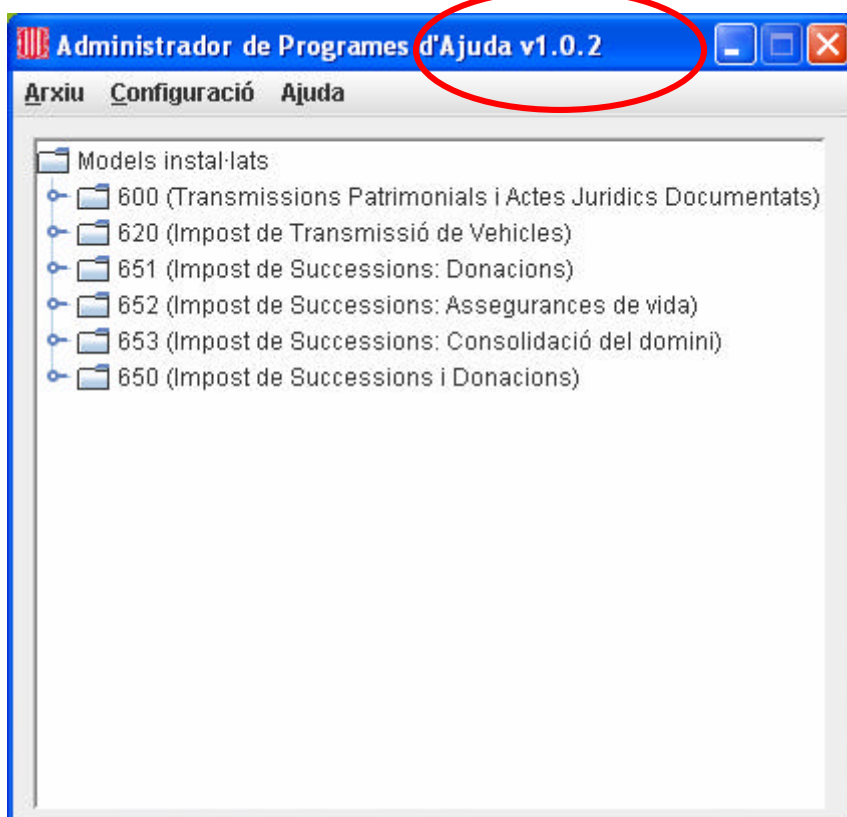 Administrador de Programes d'Ajuda v1.0.2
Arxiu Configuració Ajuda
Models instal·lats
600 (Transmissions Patrimonials i Actes Juridics Documentats)
620 (Impost de Transmissió de Vehicles)
651 (Impost de Successions: Donacions)
652 (Impost de Successions: Assegurances de vida)
653 (Impost de Successions: Consolidació del domini)
650 (Impost de Successions i Donacions)